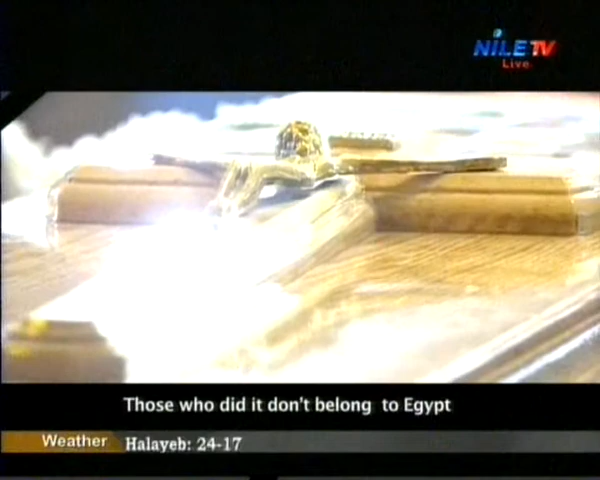 NiLE TV
Live
Those who did it don't belong to Egypt
Weather Halayeb: 24-17